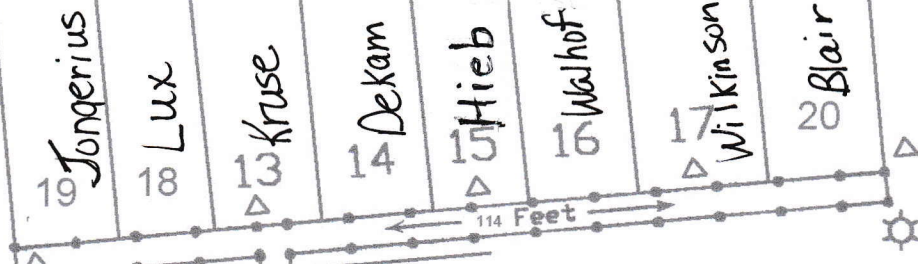 Jongerius
Lux
Kruse
Dekam
Hieb
Walhof
Wilkinson
Blair
19
18
13
14
15
16
17
20
114 Feet